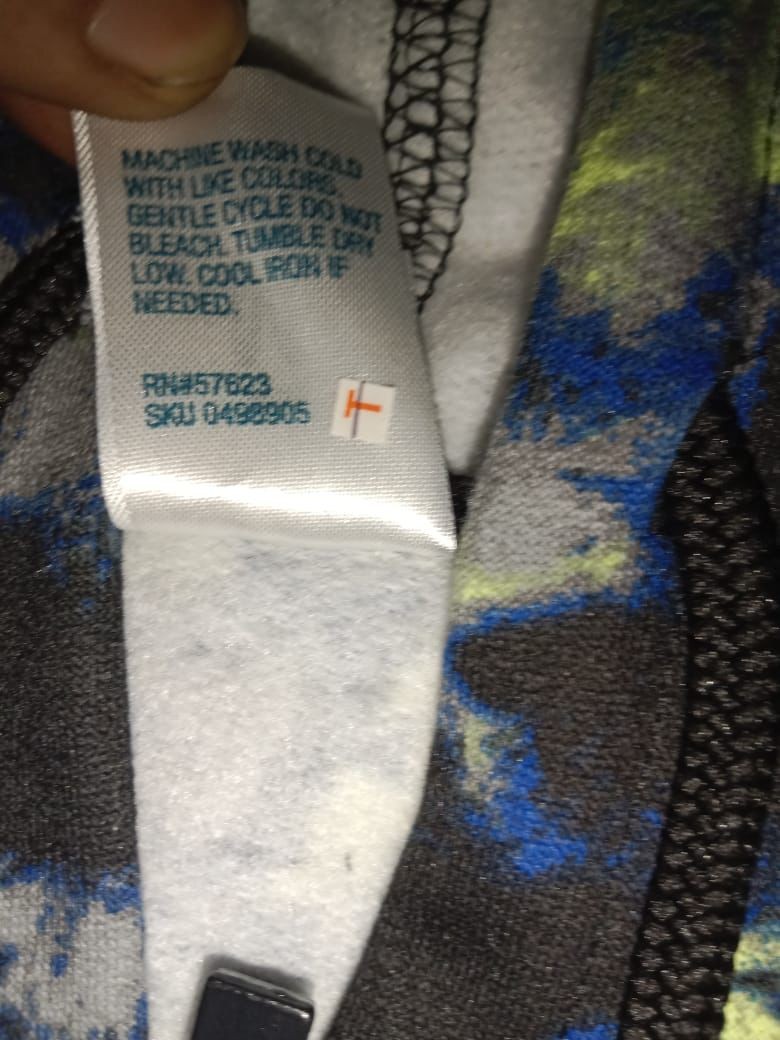 MACHINE WASH COLD
WITH LIKE COLORS.
GENTLE CYCLE DO NOT
BLEACH. TUMBLE DRY
LOW. COOL IRON IF
NEEDED.
RN#57623
SKU 0498905
T